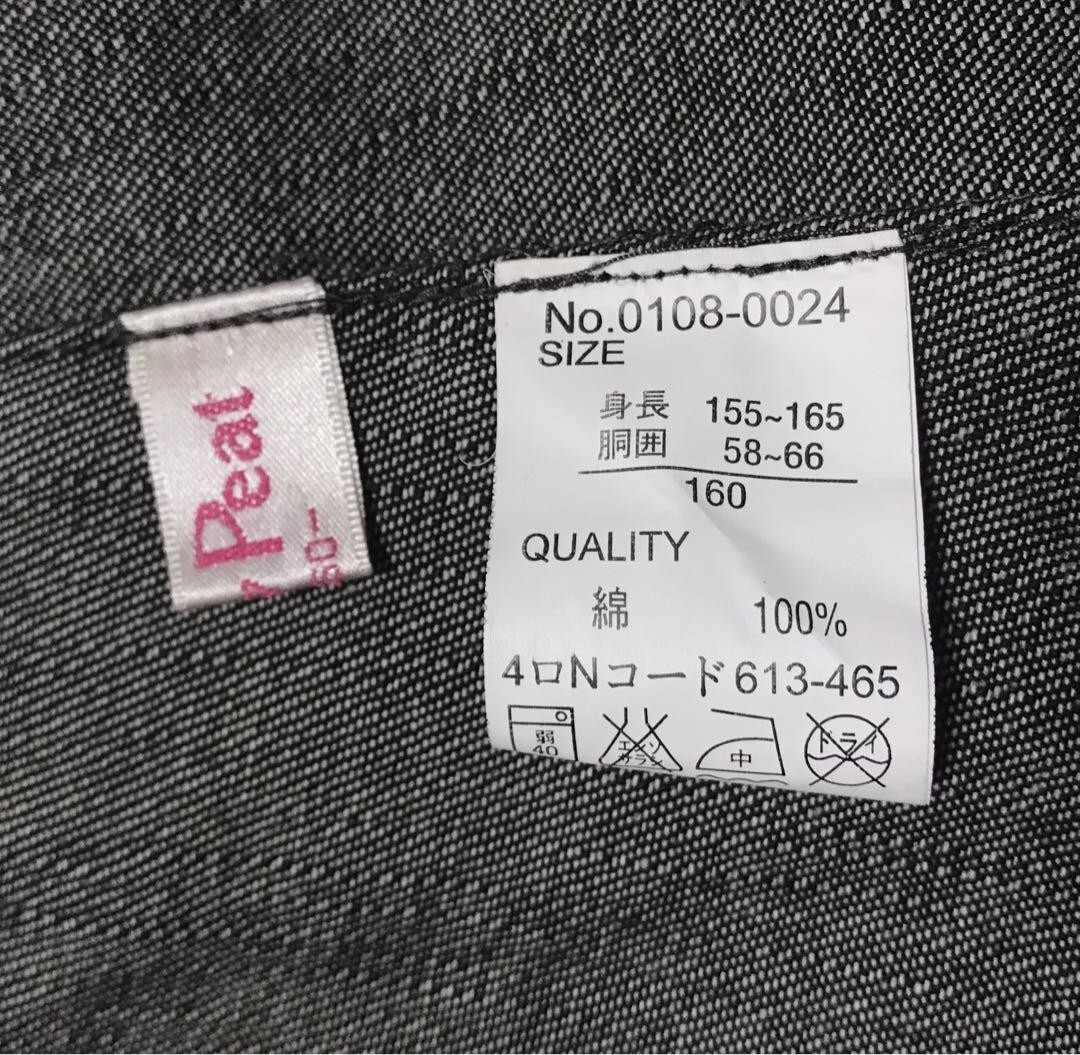 Peat
60-
No.0108-0024
SIZE
身長 155~165
胴囲 58~66
160
QUALITY
綿 100%
4ロNコード613-465
弱
40
エンソ
サラシ
中
ドライ